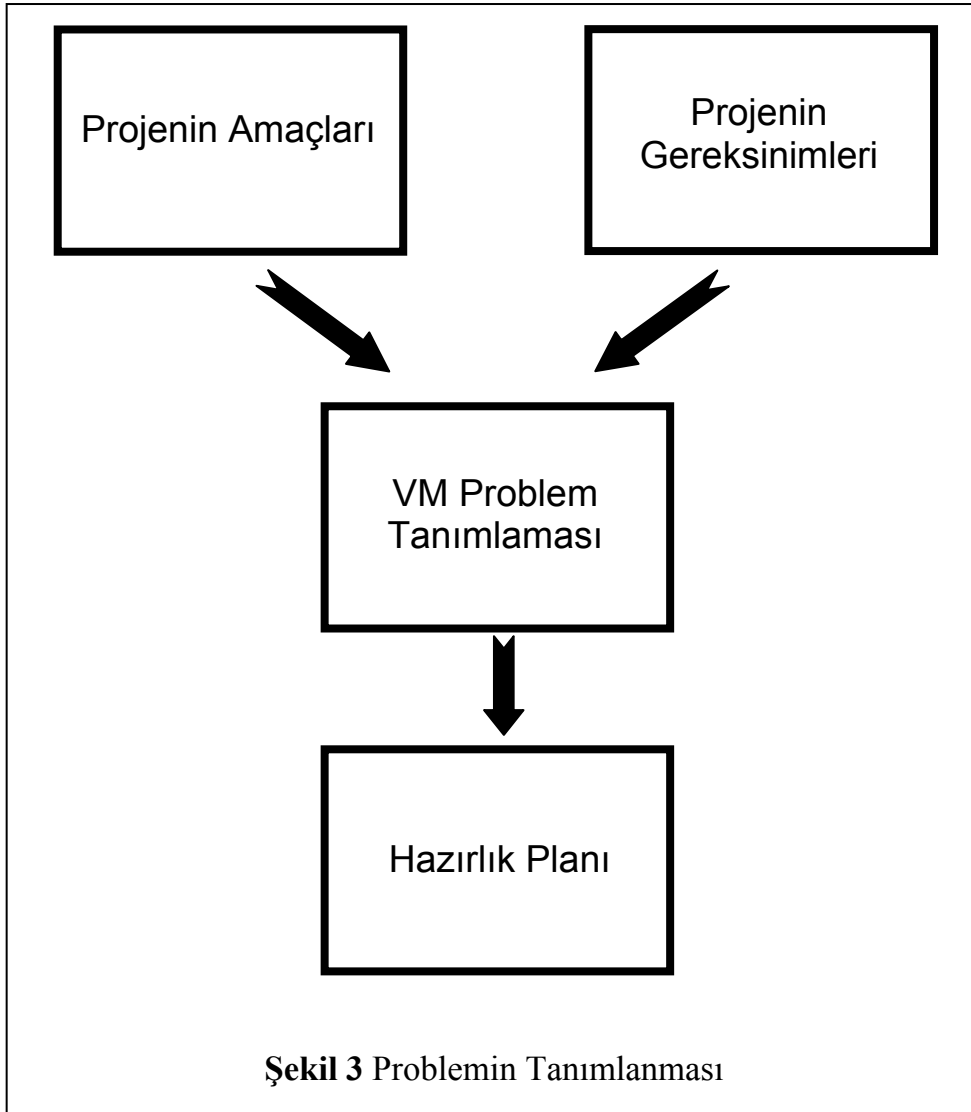 Projenin Amaçları
Projenin
Gereksinimleri
VM Problem
Tanımlaması
Hazırlık Planı
Şekil 3 Problemin Tanımlanması